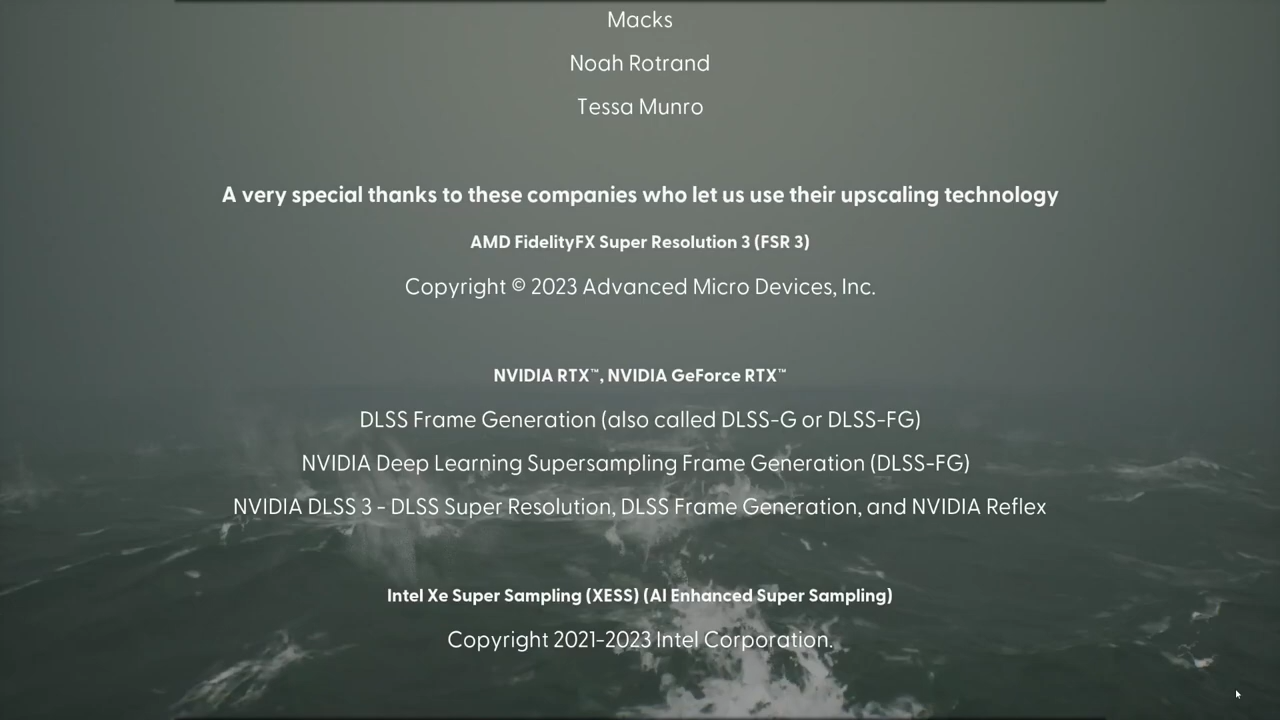 Macks
Noah Rotrand
Tessa Munro
A very special thanks to these companies who let us use their upscaling technology
AMD FidelityFX Super Resolution 3 (FSR 3)
Copyright © 2023 Advanced Micro Devices, Inc.
NVIDIA RTX™, NVIDIA GeForce RTX™
DLSS Frame Generation (also called DLSS-G or DLSS-FG)
NVIDIA Deep Learning Supersampling Frame Generation (DLSS-FG)
NVIDIA DLSS 3 - DLSS Super Resolution, DLSS Frame Generation, and NVIDIA Reflex
Intel Xe Super Sampling (XESS) (AI Enhanced Super Sampling)
Copyright 2021-2023 Intel Corporation.